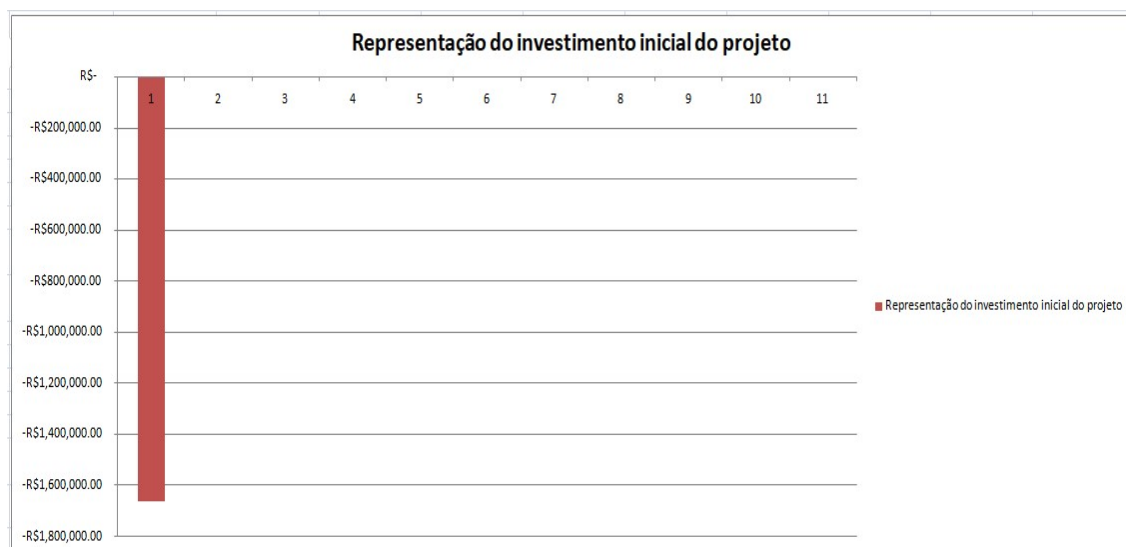 Representação do investimento inicial do projeto
R$-
1 2 3 4 5 6 7 8 9 10 11
-R$200,000.00
-R$400,000.00
-R$600,000.00
-R$800,000.00
-R$1,000,000.00
Representação do investimento inicial do projeto
-R$1,200,000.00
-R$1,400,000.00
-R$1,600,000.00
-R$1,800,000.00